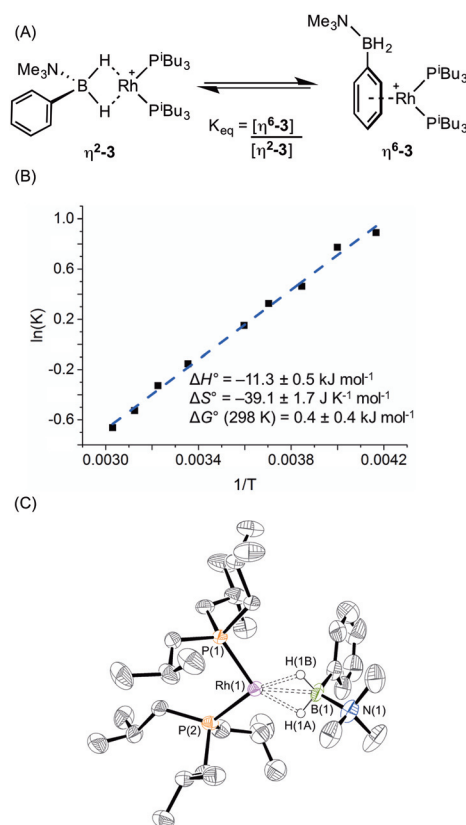 (A)
Me₃N
H
B
H
Rh
+
PiBu₃
PiBu₃
η²-3
K_eq = [η⁶-3]
[η²-3]
Me₃N
BH₂
+
Rh
PiBu₃
PiBu₃
η⁶-3
(B)
ln(K)
1.0
0.6
0.2
-0.2
-0.6
ΔH° = –11.3 ± 0.5 kJ mol⁻¹
ΔS° = –39.1 ± 1.7 J K⁻¹ mol⁻¹
ΔG° (298 K) = 0.4 ± 0.4 kJ mol⁻¹
0.0030 0.0034 0.0038 0.0042
1/T
(C)
P(1)
H(1B)
Rh(1)
B(1) N(1)
H(1A)
P(2)